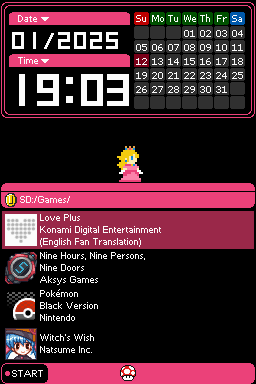 Date
01/2025
Time
19:03
Su Mo Tu We Th Fr Sa
01 02 03 04
05 06 07 08 09 10 11
12 13 14 15 16 17 18
19 20 21 22 23 24 25
26 27 28 29 30 31
SD:/Games/
Love Plus
Konami Digital Entertainment
(English Fan Translation)
Nine Hours, Nine Persons,
Nine Doors
Aksys Games
Pokémon
Black Version
Nintendo
Witch's Wish
Natsume Inc.
START